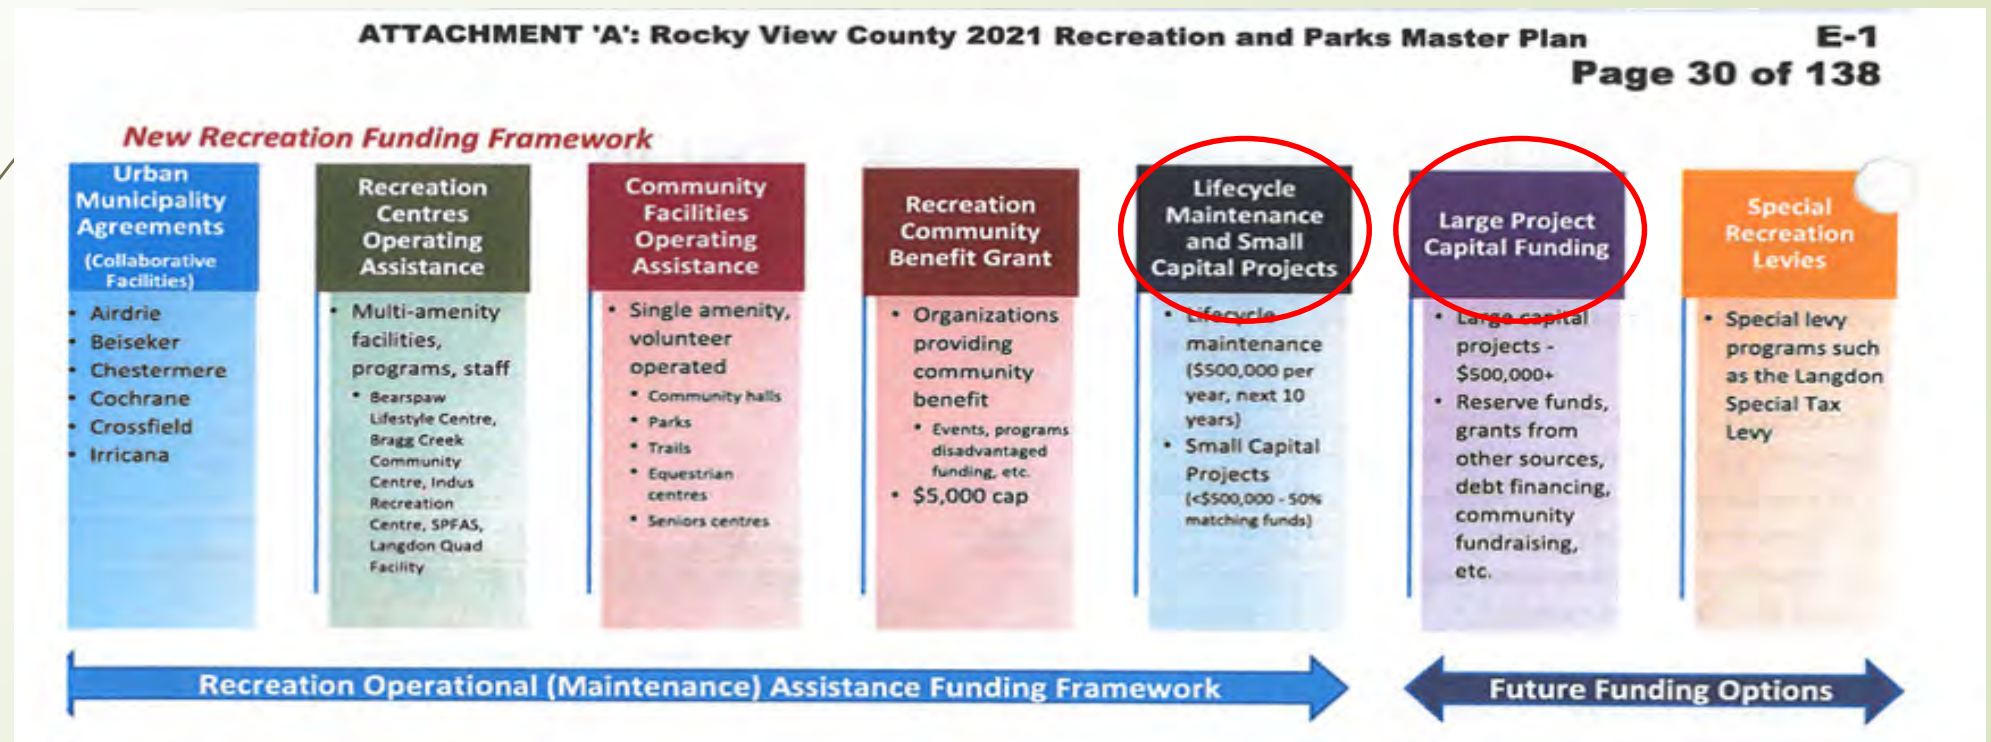 ATTACHMENT 'A': Rocky View County 2021 Recreation and Parks Master Plan E-1
Page 30 of 138
New Recreation Funding Framework
Urban
Municipality
Agreements
(Collaborative
Facilities)
• Airdrie
• Beiseker
• Chestermere
• Cochrane
• Crossfield
• Irricana
Recreation
Centres
Operating
Assistance
• Multi-amenity
facilities,
programs, staff
• Bearspaw
Lifestyle Centre,
Bragg Creek
Community
Centre, Indus
Recreation
Centre, SPFAS,
Langdon Quad
Facility
Community
Facilities
Operating
Assistance
• Single amenity,
volunteer
operated
• Community halls
• Parks
• Trails
• Equestrian
centres
• Seniors centres
Recreation
Community
Benefit Grant
• Organizations
providing
community
benefit
• Events, programs
disadvantaged
funding, etc.
• $5,000 cap
Lifecycle
Maintenance
and Small
Capital Projects
• Lifecycle
maintenance
($500,000 per
year, next 10
years)
• Small Capital
Projects
(<$500,000 - 50%
matching funds)
Large Project
Capital Funding
• Large capital
projects -
$500,000+
• Reserve funds,
grants from
other sources,
debt financing,
community
fundraising,
etc.
Special
Recreation
Levies
• Special levy
programs such
as the Langdon
Special Tax
Levy
Recreation Operational (Maintenance) Assistance Funding Framework
Future Funding Options